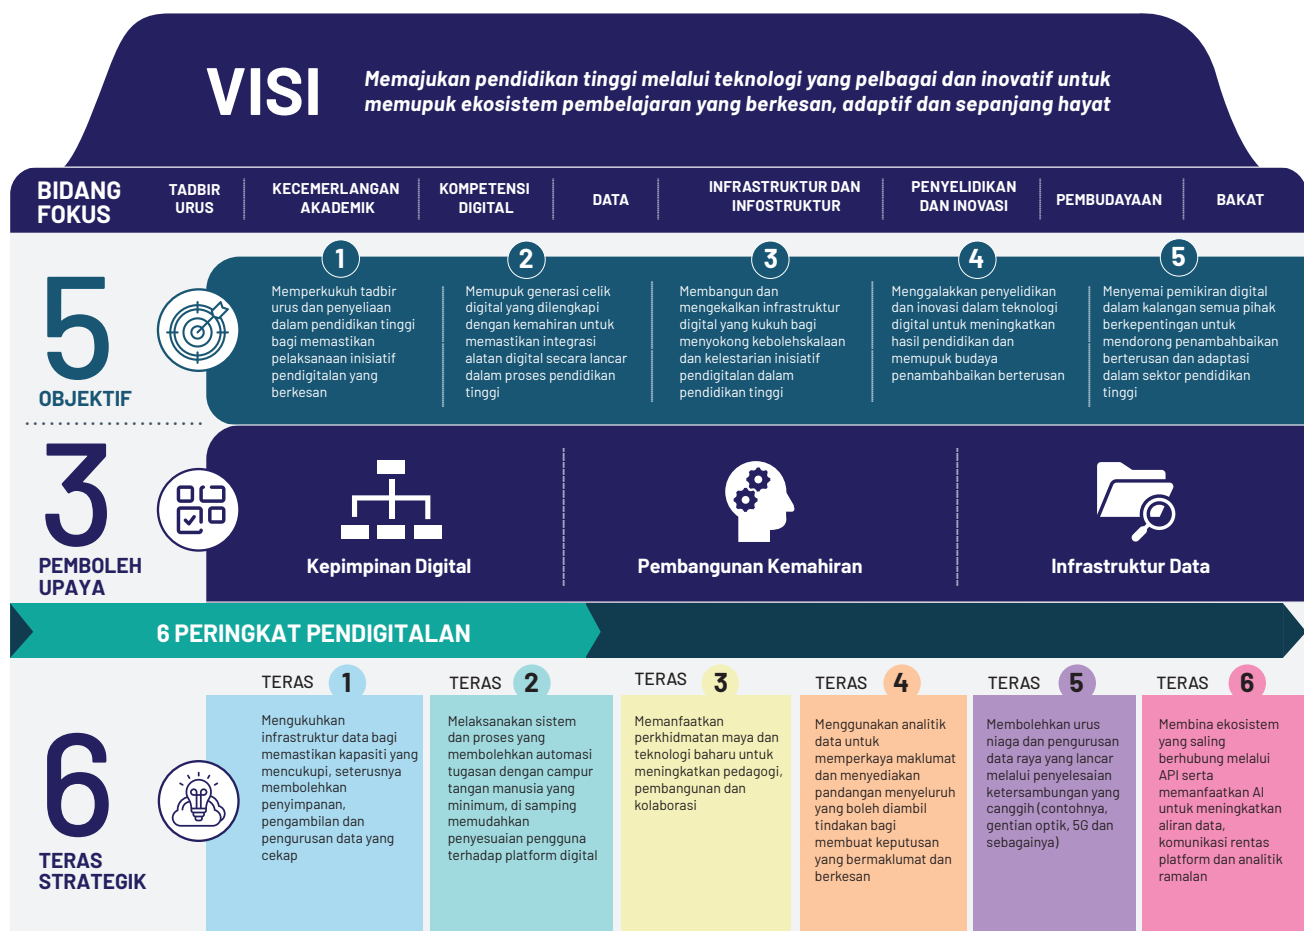 VISI
Memajukan pendidikan tinggi melalui teknologi yang pelbagai dan inovatif untuk
memupuk ekosistem pembelajaran yang berkesan, adaptif dan sepanjang hayat
BIDANG
FOKUS
TADBIR
URUS
KECEMERLANGAN
AKADEMIK
KOMPETENSI
DIGITAL
DATA
INFRASTRUKTUR DAN
INFOSTRUKTUR
PENYELIDIKAN
DAN INOVASI
PEMBUDAYAAN
BAKAT
5
OBJEKTIF
1
Memperkukuh tadbir
urus dan penyeliaan
dalam pendidikan tinggi
bagi memastikan
pelaksanaan inisiatif
pendigitalan yang
berkesan
2
Memupuk generasi celik
digital yang dilengkapi
dengan kemahiran untuk
memastikan integrasi
alatan digital secara lancar
dalam proses pendidikan
tinggi
3
Membangun dan
mengekalkan infrastruktur
digital yang kukuh bagi
menyokong kebolehskalaan
dan kelestarian inisiatif
pendigitalan dalam
pendidikan tinggi
4
Menggalakkan penyelidikan
dan inovasi dalam teknologi
digital untuk meningkatkan
hasil pendidikan dan
memupuk budaya
penambahbaikan berterusan
5
Menyemai pemikiran digital
dalam kalangan semua pihak
berkepentingan untuk
mendorong penambahbaikan
berterusan dan adaptasi
dalam sektor pendidikan
tinggi
3
PEMBOLEH
UPAYA
Kepimpinan Digital
Pembangunan Kemahiran
Infrastruktur Data
6 PERINGKAT PENDIGITALAN
6
TERAS
STRATEGIK
TERAS 1
Mengukuhkan
infrastruktur data bagi
memastikan kapasiti yang
mencukupi, seterusnya
membolehkan
penyimpanan,
pengambilan dan
pengurusan data yang
cekap
TERAS 2
Melaksanakan sistem
dan proses yang
membolehkan automasi
tugasan dengan campur
tangan manusia yang
minimum, di samping
memudahkan
penyesuaian pengguna
terhadap platform digital
TERAS 3
Memanfaatkan
perkhidmatan maya dan
teknologi baharu untuk
meningkatkan pedagogi,
pembangunan dan
kolaborasi
TERAS 4
Menggunakan analitik
data untuk
memperkaya maklumat
dan menyediakan
pandangan menyeluruh
yang boleh diambil
tindakan bagi
membuat keputusan
yang bermaklumat dan
berkesan
TERAS 5
Membolehkan urus
niaga dan pengurusan
data raya yang lancar
melalui penyelesaian
ketersambungan yang
canggih (contohnya,
gentian optik, 5G dan
sebagainya)
TERAS 6
Membina ekosistem
yang saling
berhubung melalui
API serta
memanfaatkan AI
untuk meningkatkan
aliran data,
komunikasi rentas
platform dan analitik
ramalan